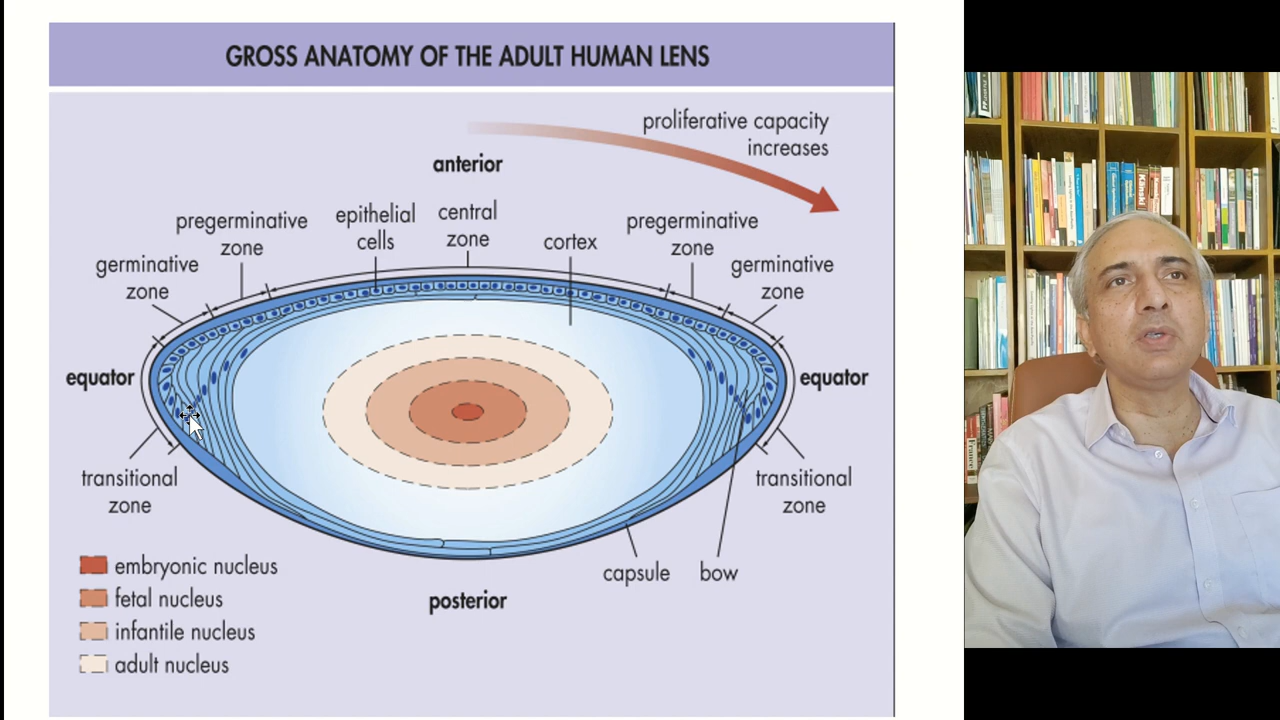 GROSS ANATOMY OF THE ADULT HUMAN LENS
proliferative capacity
increases
anterior
pregerminative
zone
epithelial
cells
central
zone
cortex
pregerminative
zone
germinative
zone
germinative
zone
equator
equator
transitional
zone
transitional
zone
capsule
bow
posterior
embryonic nucleus
fetal nucleus
infantile nucleus
adult nucleus
Kanski